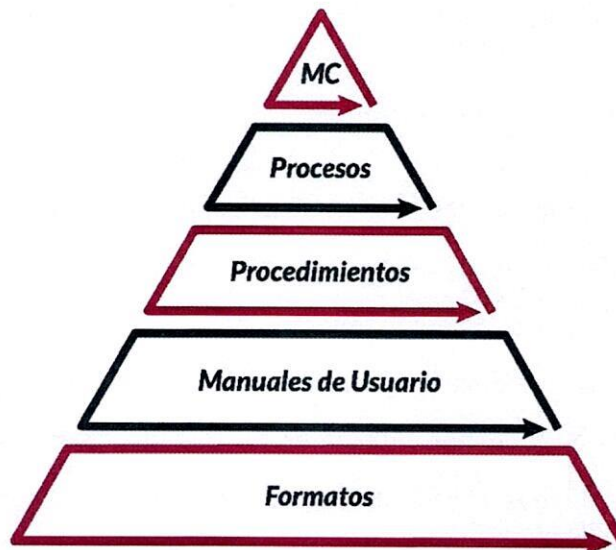 MC
Procesos
Procedimientos
Manuales de Usuario
Formatos